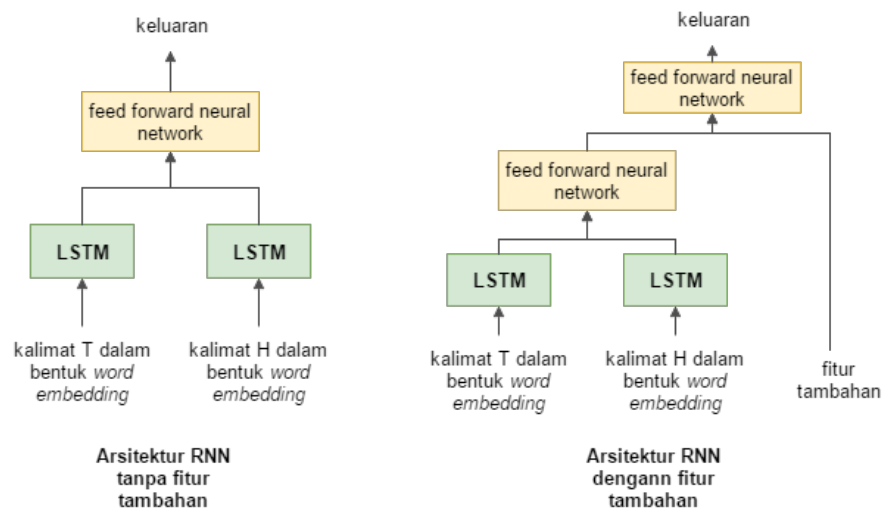 keluaran
feed forward neural
network
LSTM
LSTM
kalimat T dalam
bentuk word
embedding
kalimat H dalam
bentuk word
embedding
Arsitektur RNN
tanpa fitur
tambahan
keluaran
feed forward neural
network
feed forward neural
network
LSTM
LSTM
kalimat T dalam
bentuk word
embedding
kalimat H dalam
bentuk word
embedding
fitur
tambahan
Arsitektur RNN
dengann fitur
tambahan